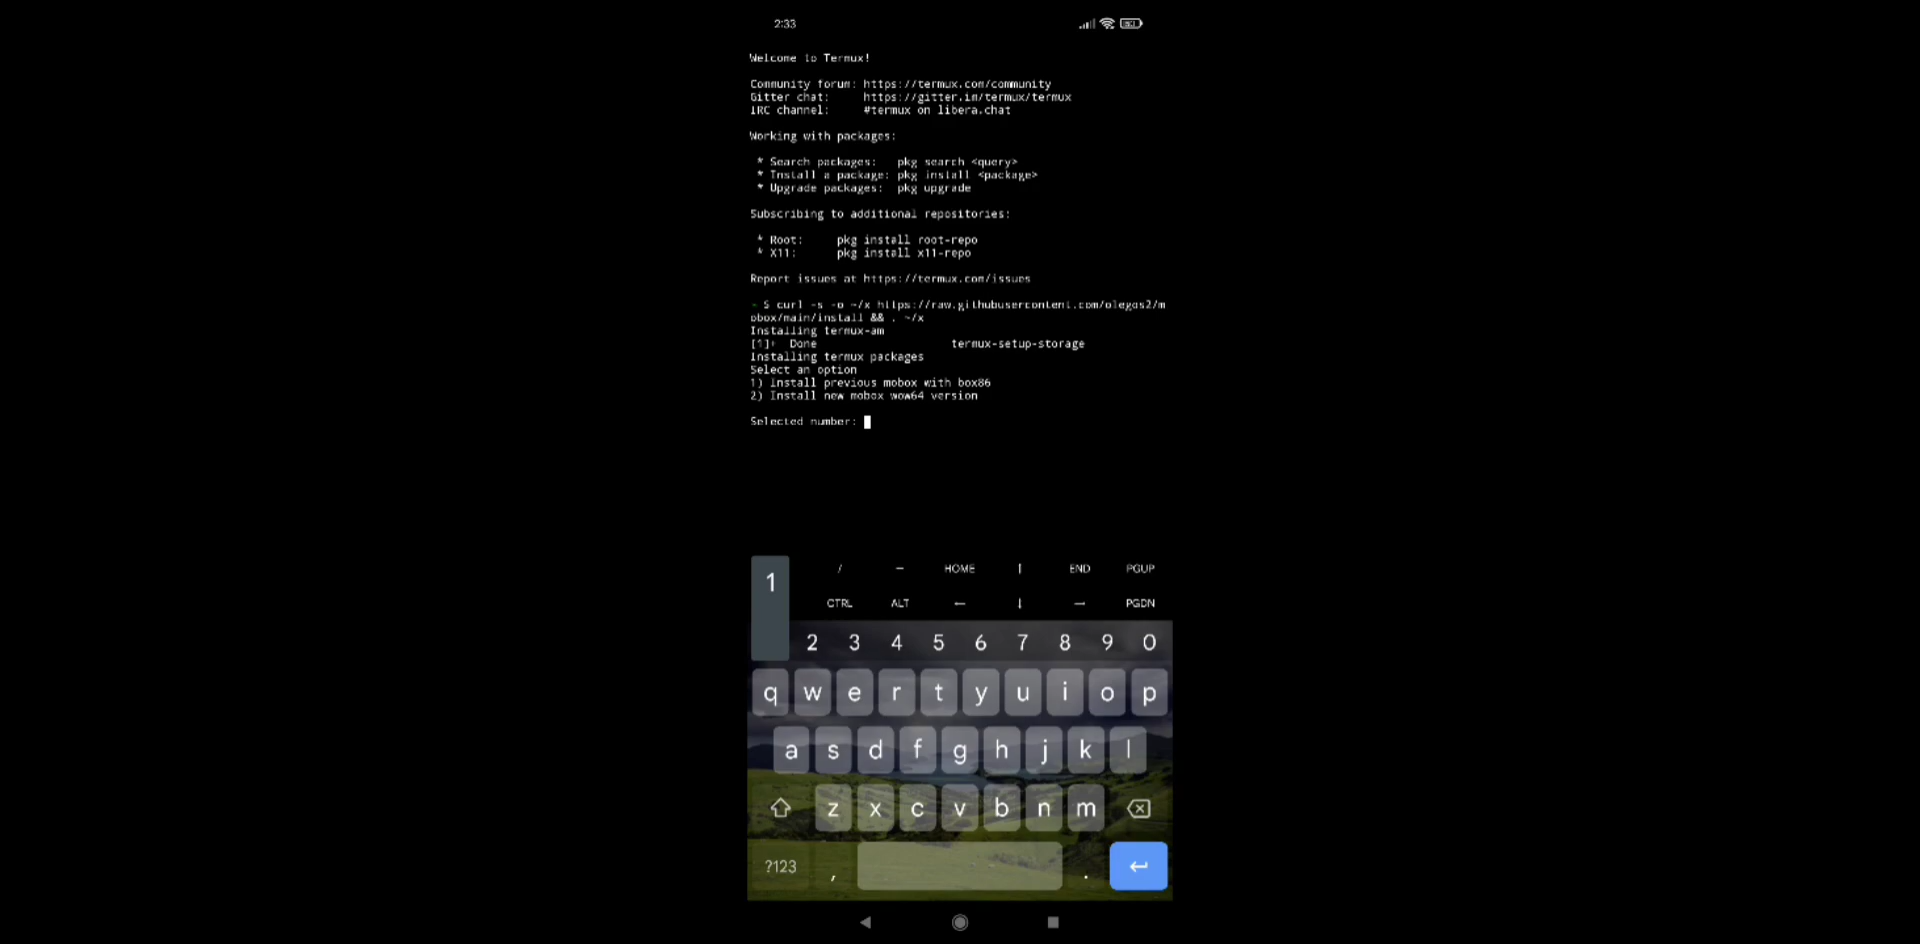 2:33
Welcome to Termux!
Community forum: https://termux.com/community
Gitter chat: https://gitter.im/termux/termux
IRC channel: #termux on libera.chat
Working with packages:
* Search packages: pkg search <query>
* Install a package: pkg install <package>
* Upgrade packages: pkg upgrade
Subscribing to additional repositories:
* Root: pkg install root-repo
* X11: pkg install x11-repo
Report issues at https://termux.com/issues
~ $ curl -s -o ~/x https://raw.githubusercontent.com/olegos2/m
obox/main/install && . ~/x
Installing termux-am
[1]+ Done termux-setup-storage
Installing termux packages
Select an option
1) Install previous mobox with box86
2) Install new mobox wow64 version
Selected number:
/ – HOME ↑ END PGUP
1
CTRL ALT ← ↓ → PGDN
2 3 4 5 6 7 8 9 0
q w e r t y u i o p
a s d f g h j k l
z x c v b n m
?123 , .